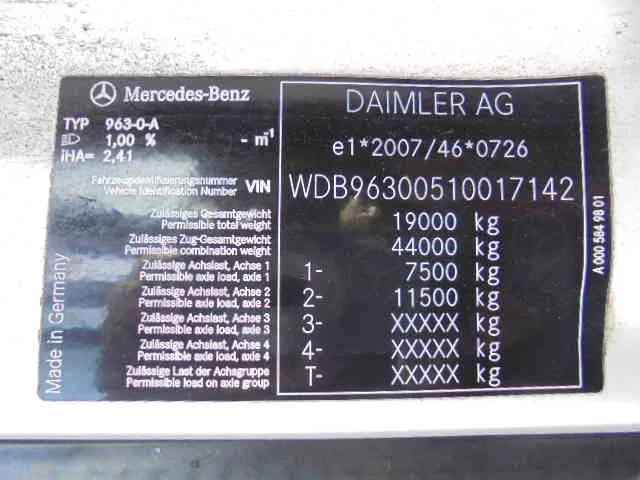 Mercedes-Benz
TYP 963-0-A
1,00 % - m⁻¹
iHA= 2,41
Fahrzeugidentifizierungsnummer
Vehicle Identification Number VIN
Zulässiges Gesamtgewicht
Permissible total weight
Zulässiges Zug-Gesamtgewicht
Permissible combination weight
Zulässige Achslast, Achse 1
Permissible axle load, axle 1
Zulässige Achslast, Achse 2
Permissible axle load, axle 2
Zulässige Achslast, Achse 3
Permissible axle load, axle 3
Zulässige Achslast, Achse 4
Permissible axle load, axle 4
Zulässige Last der Achsgruppe
Permissible load on axle group
Made in Germany
DAIMLER AG
e1*2007/46*0726
WDB96300510017142
19000 kg
44000 kg
1- 7500 kg
2- 11500 kg
3- XXXXX kg
4- XXXXX kg
T- XXXXX kg
A 000 584 98 01